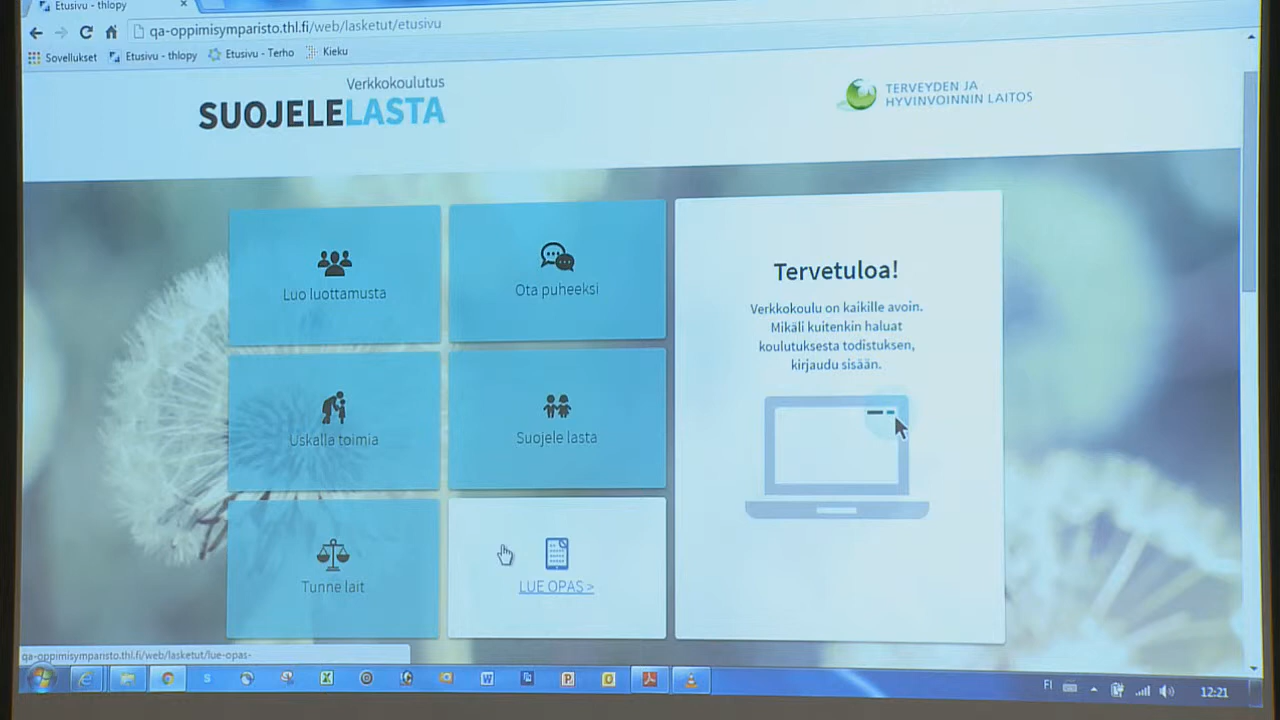 Etusivu - thlopy
qa-oppimisymparisto.thl.fi/web/lasketut/etusivu
Sovellukset
Etusivu - thlopy
Etusivu - Terho
Kieku
Verkkokoulutus
SUOJELELASTA
TERVEYDEN JA
HYVINVOINNIN LAITOS
Luo luottamusta
Ota puheeksi
Uskalla toimia
Suojele lasta
Tunne lait
LUE OPAS >
Tervetuloa!
Verkkokoulu on kaikille avoin.
Mikäli kuitenkin haluat
koulutuksesta todistuksen,
kirjaudu sisään.
qa-oppimisymparisto.thl.fi/web/lasketut/lue-opas-
FI
12:21